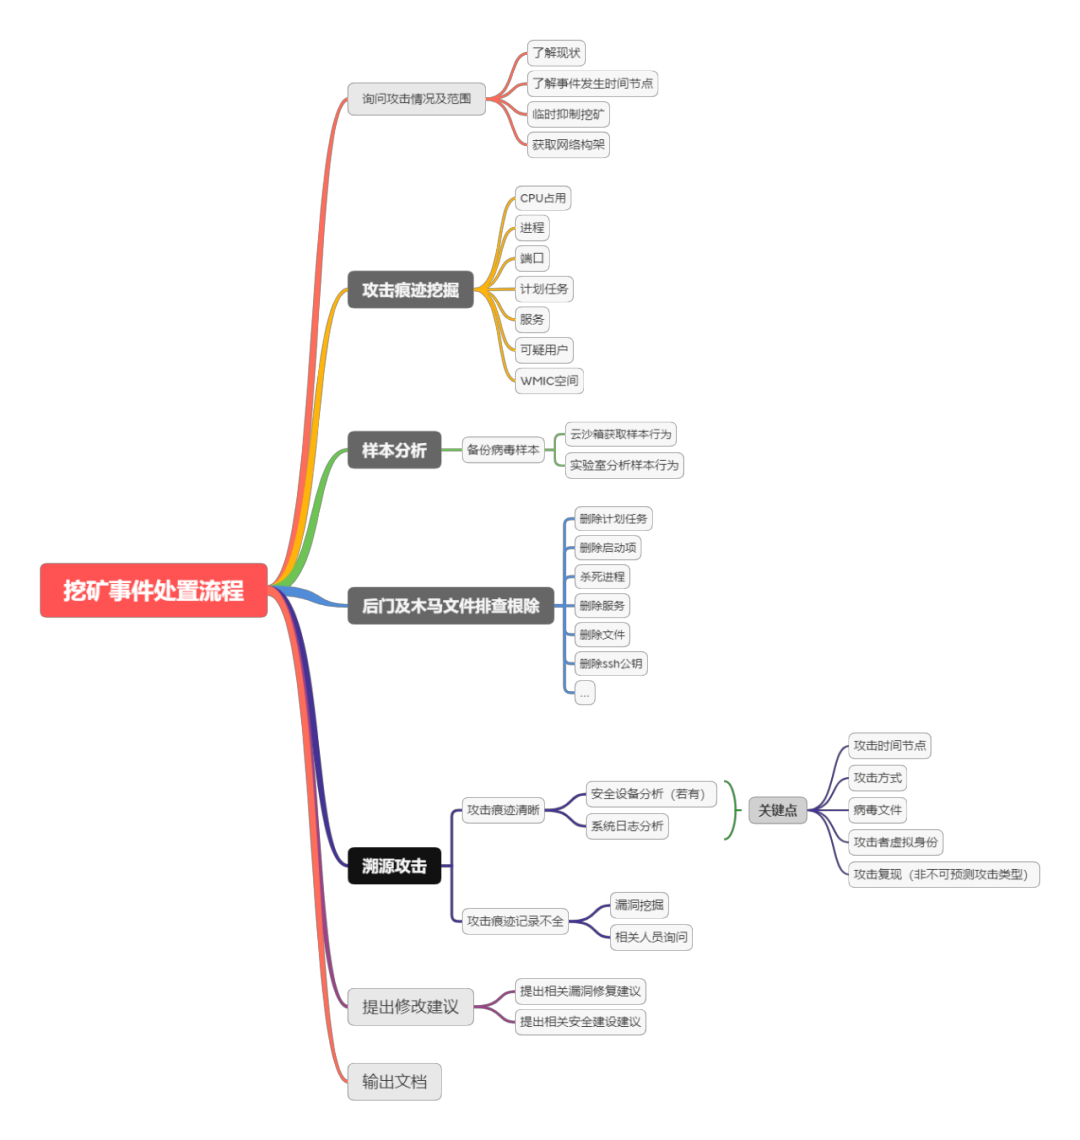 挖矿事件处置流程
询问攻击情况及范围
了解现状
了解事件发生时间节点
临时抑制挖矿
获取网络构架
攻击痕迹挖掘
CPU占用
进程
端口
计划任务
服务
可疑用户
WMIC空间
样本分析
备份病毒样本
云沙箱获取样本行为
实验室分析样本行为
后门及木马文件排查根除
删除计划任务
删除启动项
杀死进程
删除服务
删除文件
删除ssh公钥
...
溯源攻击
攻击痕迹清晰
安全设备分析（若有）
系统日志分析
关键点
攻击时间节点
攻击方式
病毒文件
攻击者虚拟身份
攻击复现（非不可预测攻击类型）
攻击痕迹记录不全
漏洞挖掘
相关人员询问
提出修改建议
提出相关漏洞修复建议
提出相关安全建设建议
输出文档